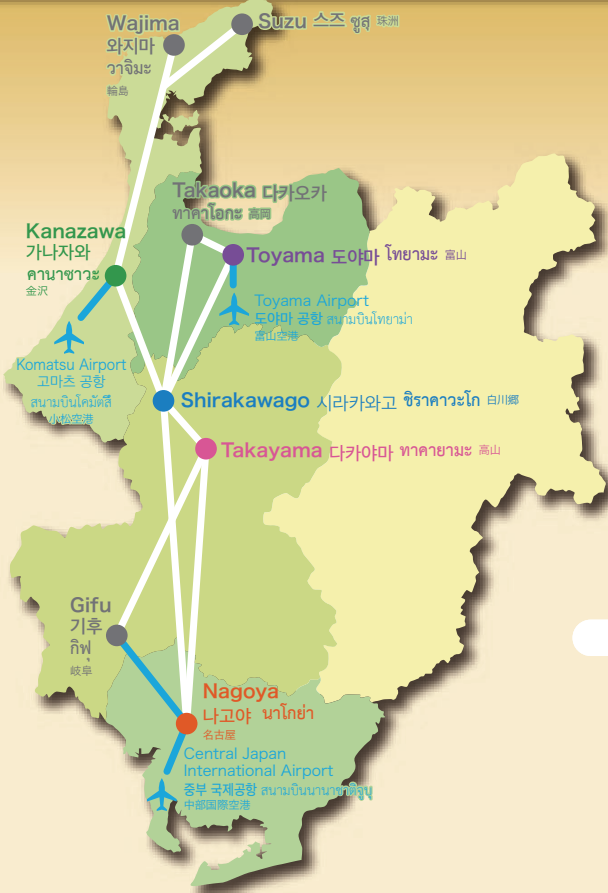 Wajima
와지마
วาจิมะ
輪島
Suzu 스즈 ซูสุ 珠洲
Takaoka 다카오카
ทาคาโอกะ 高岡
Kanazawa
가나자와
คานาซาวะ
金沢
Toyama 도야마 โทยามะ 富山
Toyama Airport
도야마 공항 สนามบินโทยาม่า
富山空港
Komatsu Airport
고마츠 공항
สนามบินโคมัตสึ
小松空港
Shirakawago 시라카와고 ชิราคาวะโก 白川郷
Takayama 다카야마 ทาคายามะ 高山
Gifu
기후
กิฟุ
岐阜
Nagoya
나고야 นาโกย่า
名古屋
Central Japan
International Airport
중부 국제공항 สนามบินนานาชาติจูบุ
中部国際空港